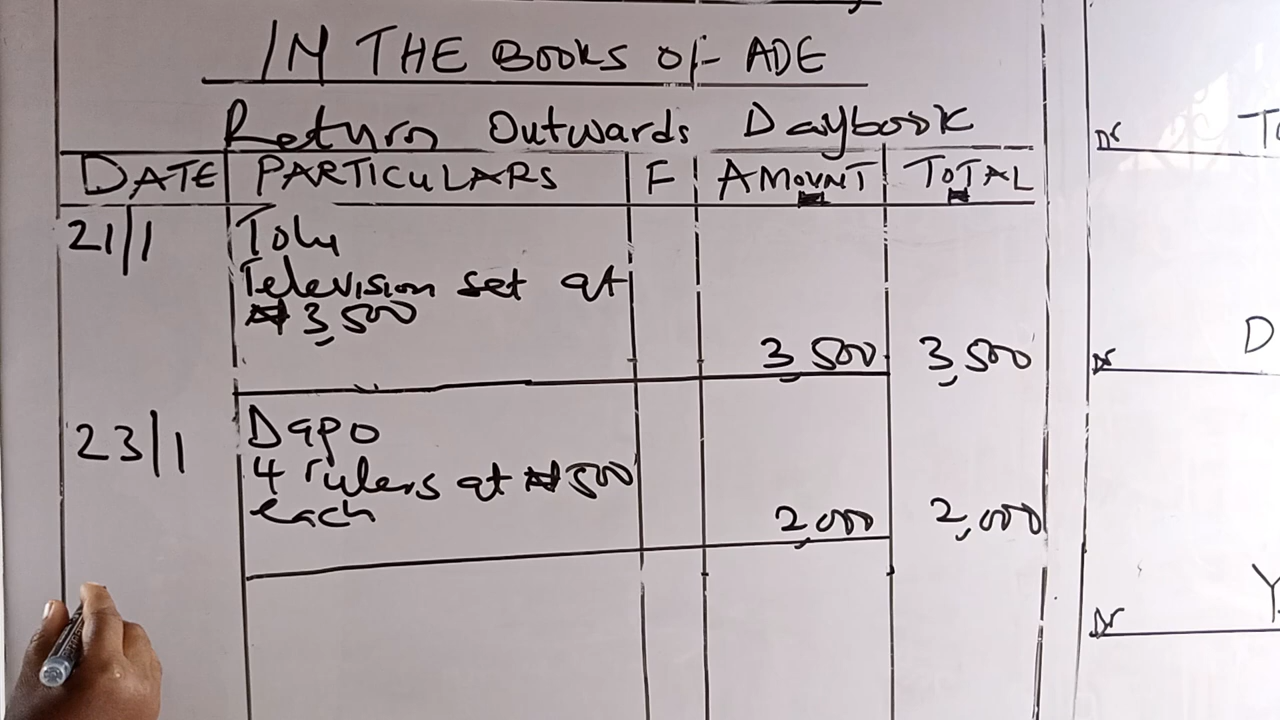 IN THE BOOKS OF ADE
Return Outwards Daybook
DATE PARTICULARS F AMOUNT TOTAL
₦ ₦
21/1 Tolu
Television set at
₦3,500
3,500 3,500
23/1 Dapo
4 rulers at ₦500
each
2,000 2,000
Dr
Dr
D
Dr
Y